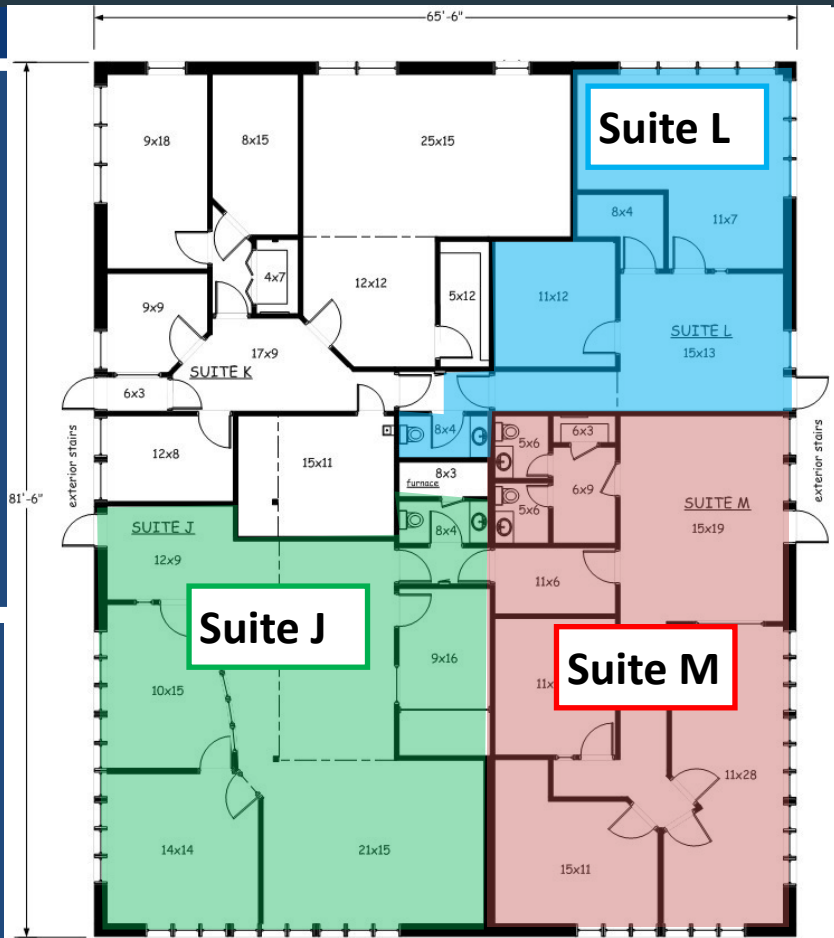 65'-6"
Suite L
9x18
8x15
25x15
8x4
11x7
4x7
12x12
5x12
11x12
9x9
SUITE L
15x13
17x9
SUITE K
6x3
exterior stairs
exterior stairs
8x4
6x3
5x6
12x8
15x11
8x3
furnace
6x9
SUITE M
15x19
81'-6"
5x6
SUITE J
8x4
12x9
11x6
Suite J
9x16
Suite M
11x
10x15
11x28
14x14
21x15
15x11